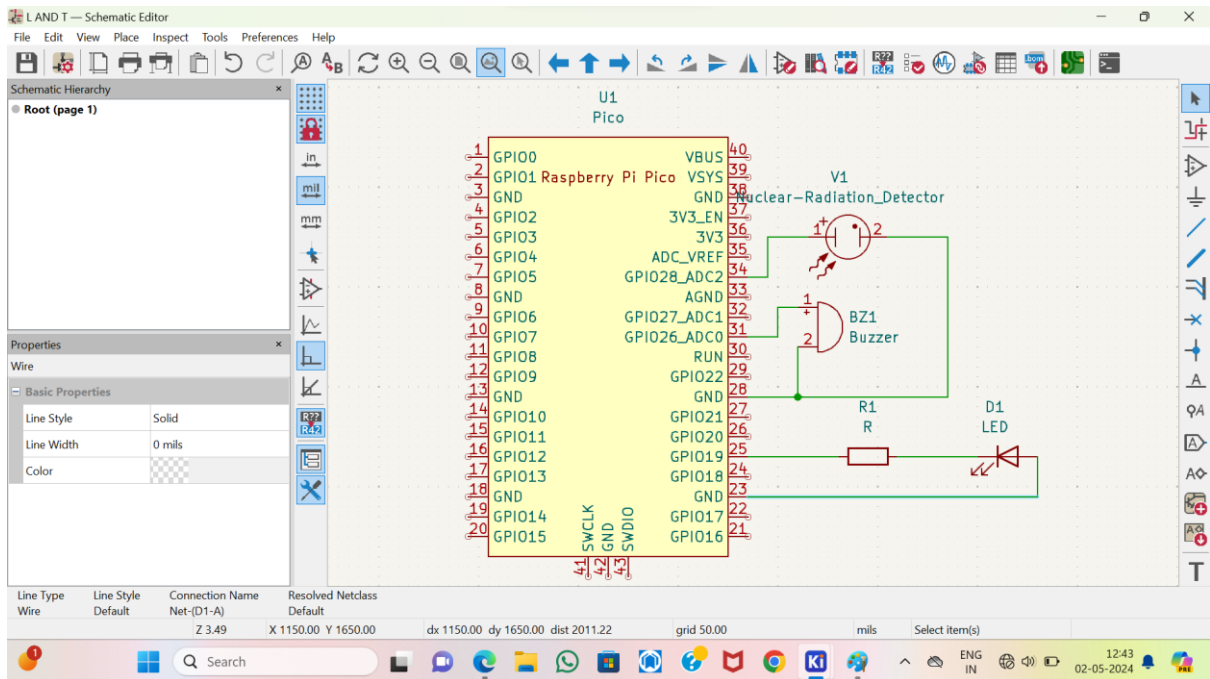 L AND T — Schematic Editor
File Edit View Place Inspect Tools Preferences Help
Schematic Hierarchy
Root (page 1)
Properties
Wire
Basic Properties
Line Style Solid
Line Width 0 mils
Color
in
mil
mm
R??
R42
U1
Pico
Raspberry Pi Pico
1 GPIO0
2 GPIO1
3 GND
4 GPIO2
5 GPIO3
6 GPIO4
7 GPIO5
8 GND
9 GPIO6
10 GPIO7
11 GPIO8
12 GPIO9
13 GND
14 GPIO10
15 GPIO11
16 GPIO12
17 GPIO13
18 GND
19 GPIO14
20 GPIO15
VBUS 40
VSYS 39
GND 38
3V3_EN 37
3V3 36
ADC_VREF 35
GPIO28_ADC2 34
AGND 33
GPIO27_ADC1 32
GPIO26_ADC0 31
RUN 30
GPIO22 29
GND 28
GPIO21 27
GPIO20 26
GPIO19 25
GPIO18 24
GND 23
GPIO17 22
GPIO16 21
SWCLK 41
GND 42
SWDIO 43
V1
Nuclear-Radiation_Detector
1 + 2
1
+
2
BZ1
Buzzer
R1
R
D1
LED
A
T
Line Type Line Style Connection Name Resolved Netclass
Wire Default Net-(D1-A) Default
Z 3.49 X 1150.00 Y 1650.00 dx 1150.00 dy 1650.00 dist 2011.22 grid 50.00 mils Select item(s)
1
Search
Ki
ENG
IN
12:43
02-05-2024
PRE